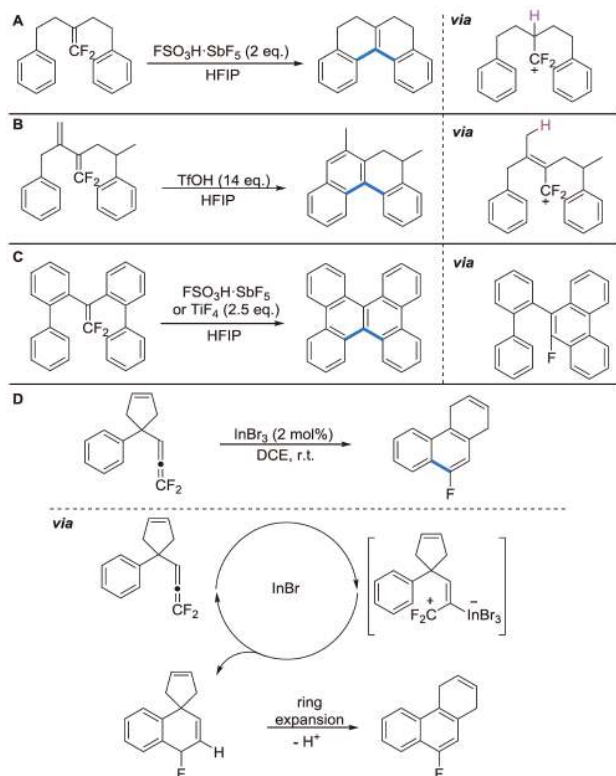 A
via
FSO3H·SbF5 (2 eq.)
HFIP
CF2
H
CF2
+
B
via
TfOH (14 eq.)
HFIP
CF2
H
CF2
+
C
via
FSO3H·SbF5
or TiF4 (2.5 eq.)
HFIP
CF2
F
D
InBr3 (2 mol%)
DCE, r.t.
CF2
F
via
CF2
InBr
+
F2C
−
InBr3
H
F
ring
expansion
- H+
F